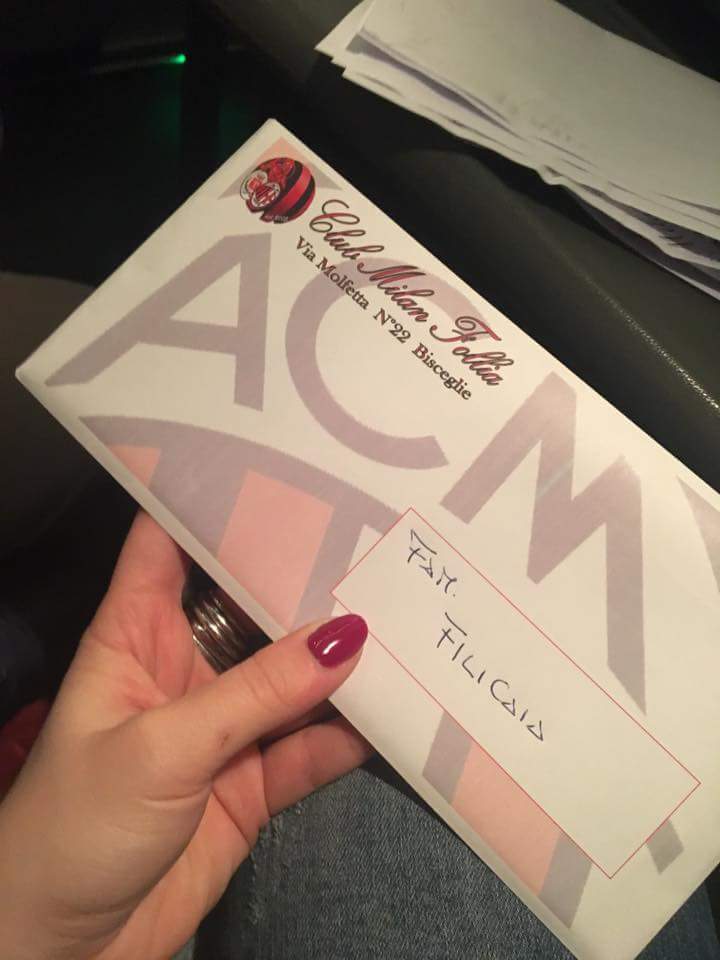 Club Milan Follia
Via Molfetta N°22 Bisceglie
ACM
FAM.
FILICAIA